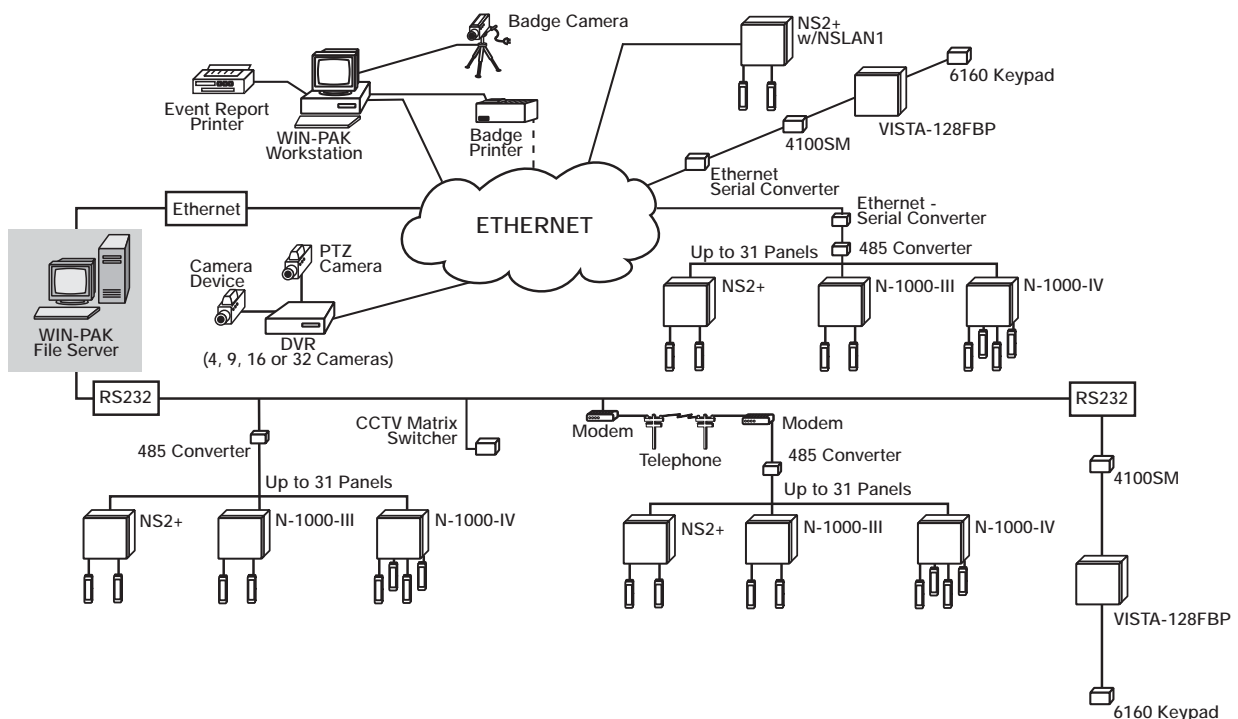 Badge Camera
NS2+
w/NSLAN1
6160 Keypad
Event Report
Printer
WIN-PAK
Workstation
Badge
Printer
VISTA-128FBP
4100SM
Ethernet
Serial Converter
Ethernet
ETHERNET
Ethernet -
Serial Converter
485 Converter
Up to 31 Panels
Camera
Device
PTZ
Camera
NS2+
N-1000-III
N-1000-IV
WIN-PAK
File Server
DVR
(4, 9, 16 or 32 Cameras)
RS232
RS232
485 Converter
CCTV Matrix
Switcher
Modem
Telephone
Modem
485 Converter
4100SM
Up to 31 Panels
Up to 31 Panels
NS2+
N-1000-III
N-1000-IV
NS2+
N-1000-III
N-1000-IV
VISTA-128FBP
6160 Keypad